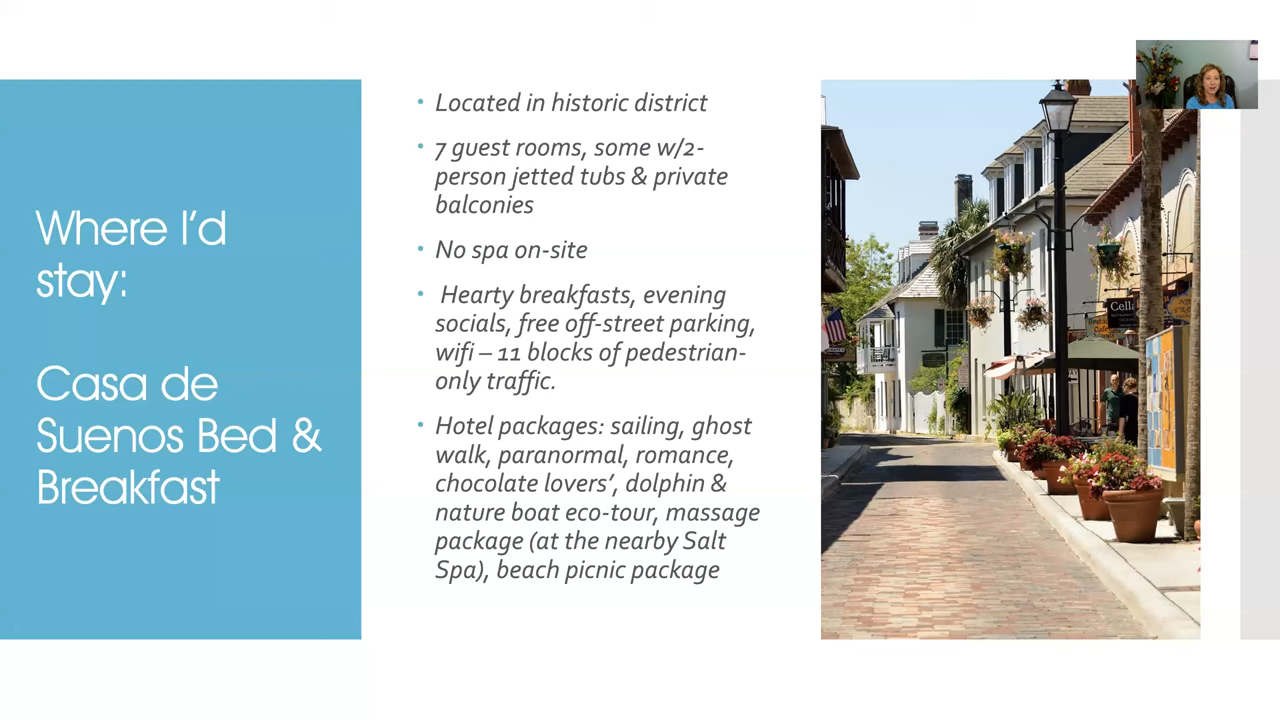 Where I'd
stay:
Casa de
Suenos Bed &
Breakfast
• Located in historic district
• 7 guest rooms, some w/2-
person jetted tubs & private
balconies
• No spa on-site
• Hearty breakfasts, evening
socials, free off-street parking,
wifi – 11 blocks of pedestrian-
only traffic.
• Hotel packages: sailing, ghost
walk, paranormal, romance,
chocolate lovers’, dolphin &
nature boat eco-tour, massage
package (at the nearby Salt
Spa), beach picnic package